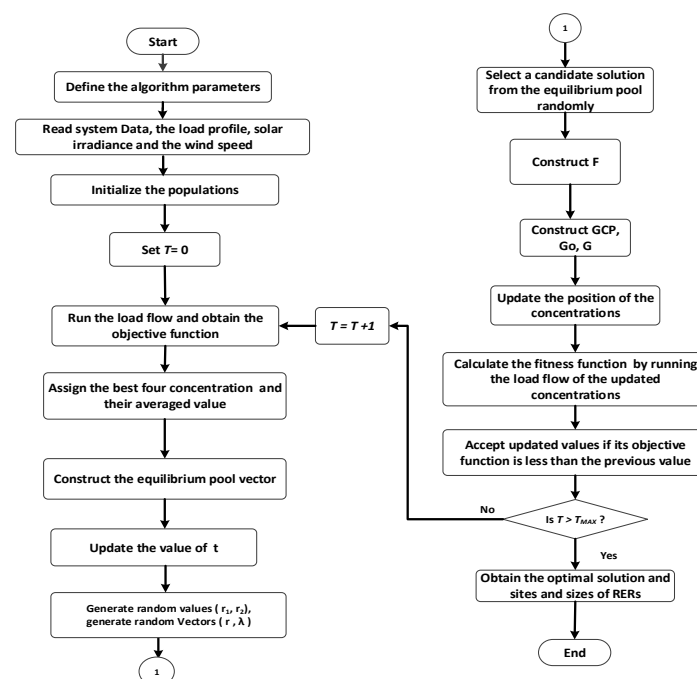 Start
Define the algorithm parameters
Read system Data, the load profile, solar
irradiance and the wind speed
Initialize the populations
Set T= 0
Run the load flow and obtain the
objective function
Assign the best four concentration and
their averaged value
Construct the equilibrium pool vector
Update the value of t
Generate random values ( r₁, r₂),
generate random Vectors ( r , λ )
1
1
Select a candidate solution
from the equilibrium pool
randomly
Construct F
Construct GCP,
Go, G
Update the position of the
concentrations
Calculate the fitness function by running
the load flow of the updated
concentrations
Accept updated values if its objective
function is less than the previous value
Is T > TMAX ?
No
T = T +1
Yes
Obtain the optimal solution and
sites and sizes of RERs
End